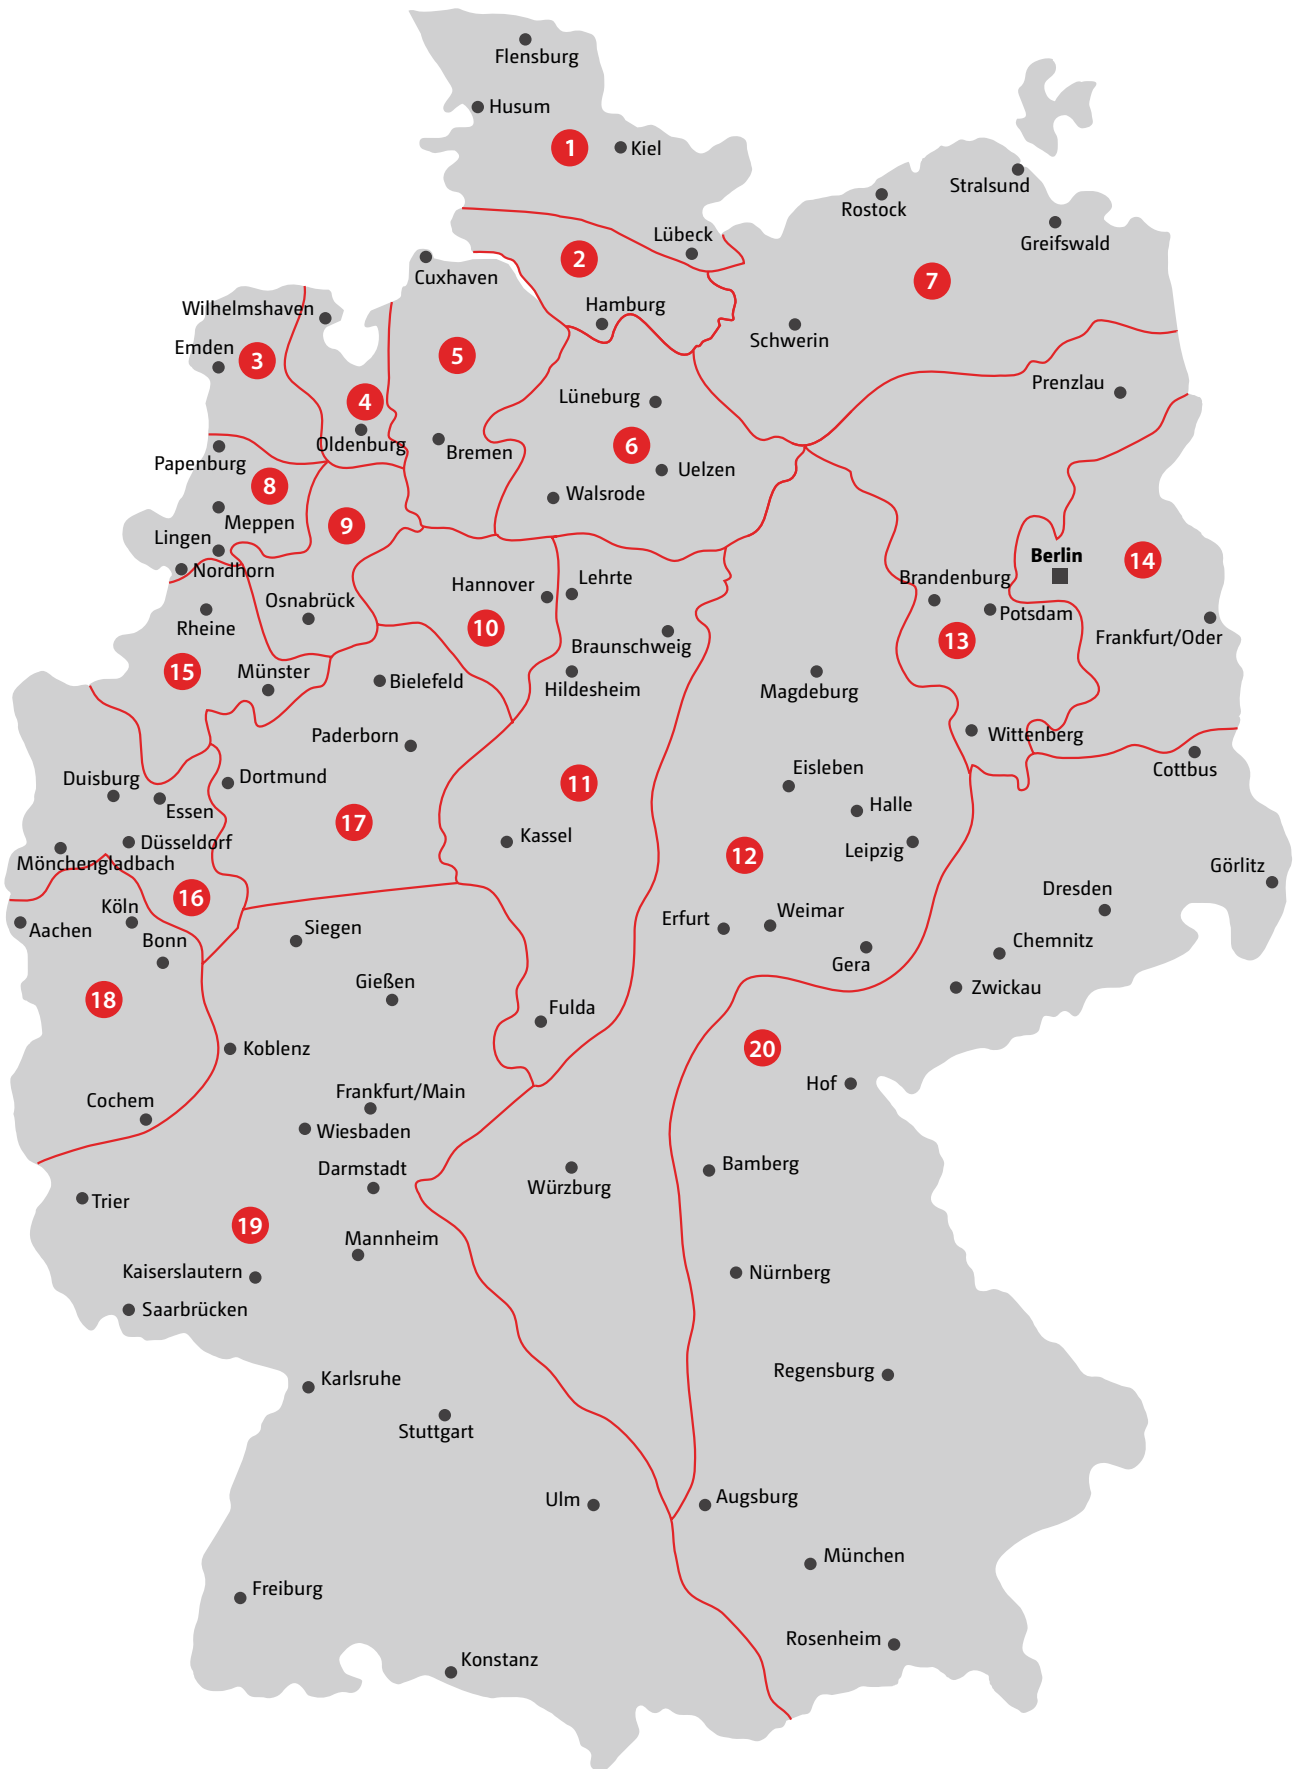 Flensburg
Husum
1
Kiel
Stralsund
Rostock
Greifswald
Lübeck
2
Cuxhaven
7
Wilhelmshaven
Hamburg
Schwerin
Emden
3
5
Prenzlau
4
Lüneburg
Oldenburg
Bremen
6
Papenburg
Uelzen
8
Walsrode
Meppen
9
Lingen
Berlin
14
Nordhorn
Hannover
Lehrte
Brandenburg
Osnabrück
Potsdam
Rheine
10
Braunschweig
13
Frankfurt/Oder
15
Münster
Bielefeld
Hildesheim
Magdeburg
Paderborn
Wittenberg
Duisburg
Dortmund
11
Eisleben
Cottbus
Essen
17
Halle
Düsseldorf
Kassel
12
Leipzig
Mönchengladbach
Görlitz
16
Dresden
Köln
Aachen
Siegen
Erfurt
Weimar
Bonn
Chemnitz
Gera
Gießen
Zwickau
18
Fulda
Koblenz
20
Hof
Frankfurt/Main
Cochem
Wiesbaden
Darmstadt
Bamberg
Würzburg
Trier
19
Mannheim
Kaiserslautern
Nürnberg
Saarbrücken
Regensburg
Karlsruhe
Stuttgart
Ulm
Augsburg
München
Freiburg
Rosenheim
Konstanz